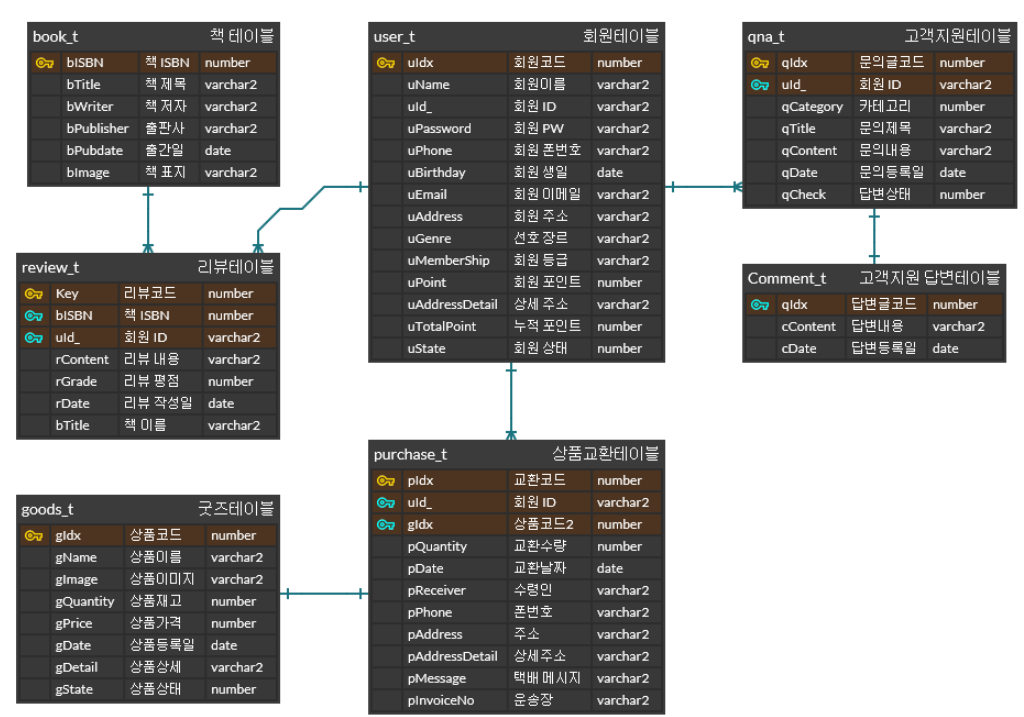 book_t 책 테이블
bISBN 책 ISBN number
bTitle 책 제목 varchar2
bWriter 책 저자 varchar2
bPublisher 출판사 varchar2
bPubdate 출간일 date
bImage 책 표지 varchar2
user_t 회원테이블
uIdx 회원코드 number
uName 회원이름 varchar2
uId_ 회원 ID varchar2
uPassword 회원 PW varchar2
uPhone 회원 폰번호 varchar2
uBirthday 회원 생일 date
uEmail 회원 이메일 varchar2
uAddress 회원 주소 varchar2
uGenre 선호 장르 varchar2
uMemberShip 회원 등급 varchar2
uPoint 회원 포인트 number
uAddressDetail 상세 주소 varchar2
uTotalPoint 누적 포인트 number
uState 회원 상태 number
qna_t 고객지원테이블
qIdx 문의글코드 number
uId_ 회원 ID varchar2
qCategory 카테고리 number
qTitle 문의제목 varchar2
qContent 문의내용 varchar2
qDate 문의등록일 date
qCheck 답변상태 number
review_t 리뷰테이블
Key 리뷰코드 number
bISBN 책 ISBN number
uId_ 회원 ID varchar2
rContent 리뷰 내용 varchar2
rGrade 리뷰 평점 number
rDate 리뷰 작성일 date
bTitle 책 이름 varchar2
Comment_t 고객지원 답변테이블
qIdx 답변글코드 number
cContent 답변내용 varchar2
cDate 답변등록일 date
goods_t 굿즈테이블
gIdx 상품코드 number
gName 상품이름 varchar2
gImage 상품이미지 varchar2
gQuantity 상품재고 number
gPrice 상품가격 number
gDate 상품등록일 date
gDetail 상품상세 varchar2
gState 상품상태 number
purchase_t 상품교환테이블
pIdx 교환코드 number
uId_ 회원 ID varchar2
gIdx 상품코드2 number
pQuantity 교환수량 number
pDate 교환날짜 date
pReceiver 수령인 varchar2
pPhone 폰번호 varchar2
pAddress 주소 varchar2
pAddressDetail 상세주소 varchar2
pMessage 택배 메시지 varchar2
pInvoiceNo 운송장 varchar2